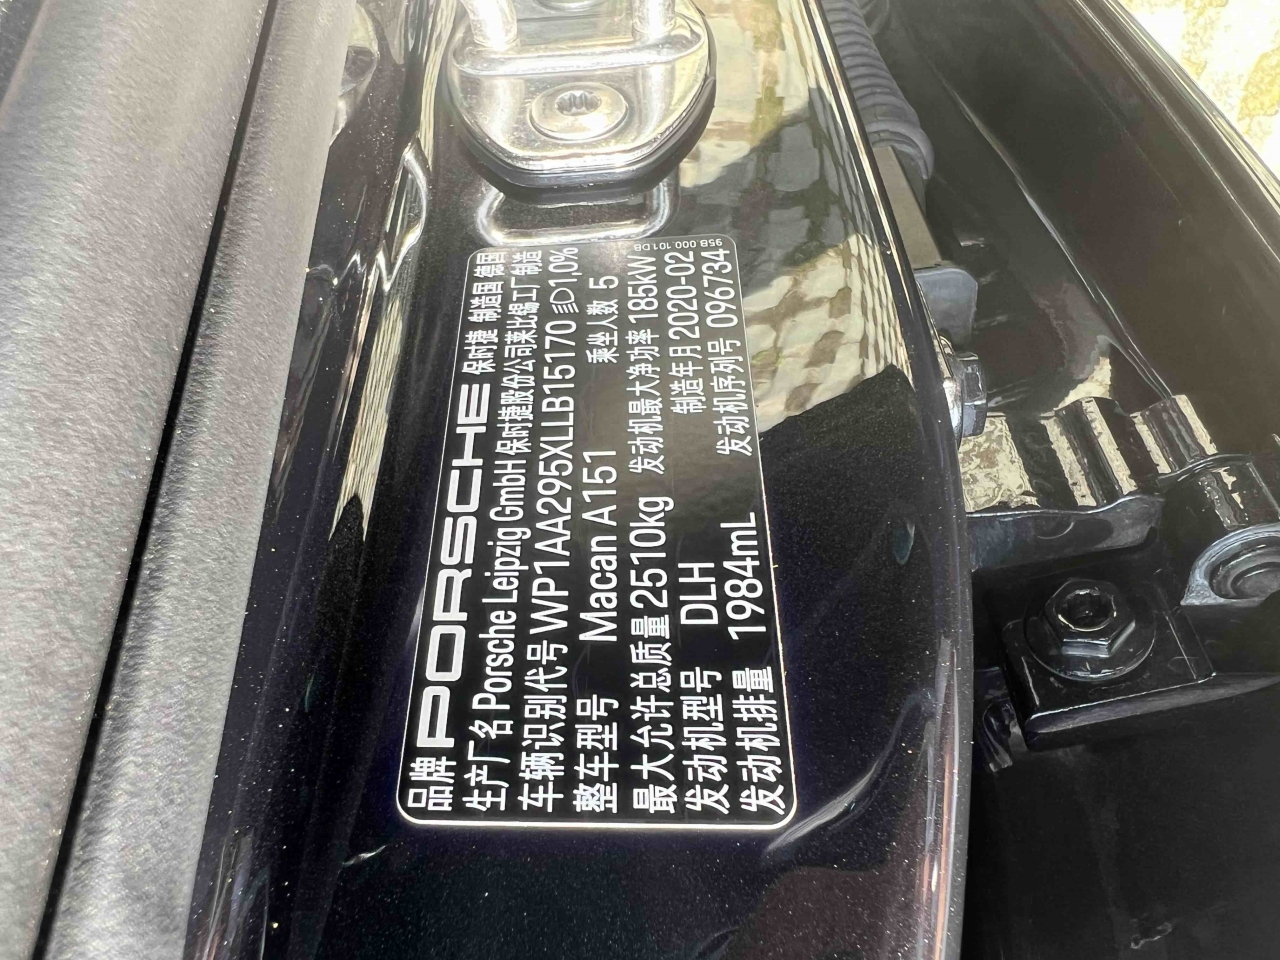 品牌 PORSCHE 保时捷 制造国 德国
生产厂名 Porsche Leipzig GmbH 保时捷股份公司莱比锡工厂制造
车辆识别代号 WP1AA295XLLB15170 1,0%
整车型号 Macan A151 乘坐人数 5
最大允许总质量 2510kg 发动机最大净功率 185kW
发动机型号 DLH 制造年月 2020-02
发动机排量 1984mL 发动机序列号 096734
95B 000 101 DB